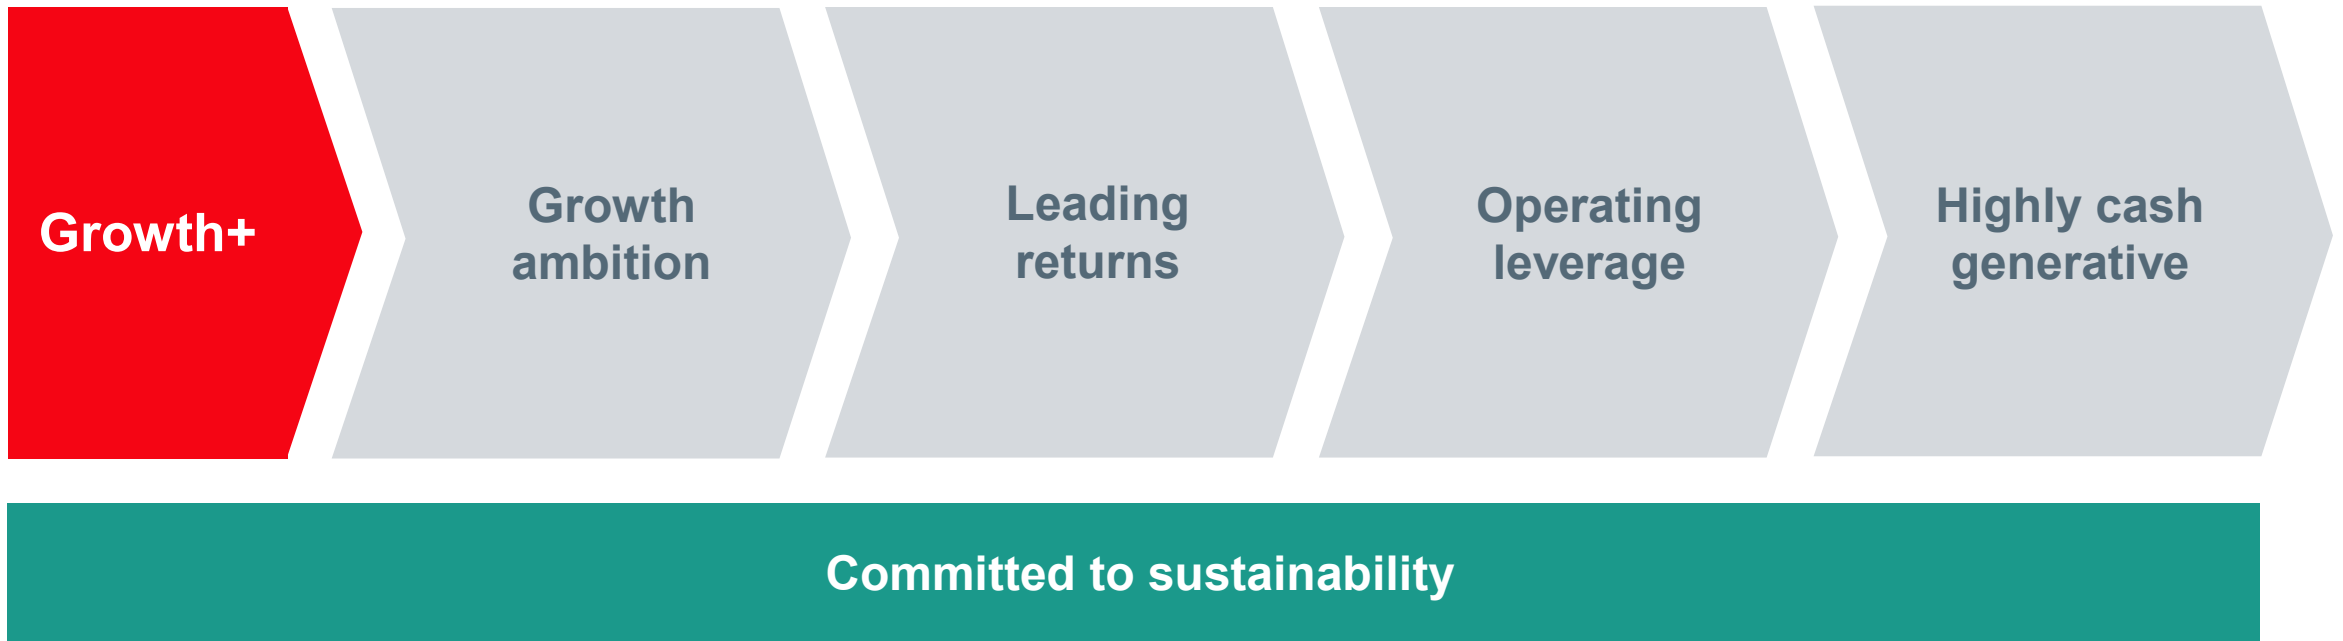 Growth+
Growth
ambition
Leading
returns
Operating
leverage
Highly cash
generative
Committed to sustainability